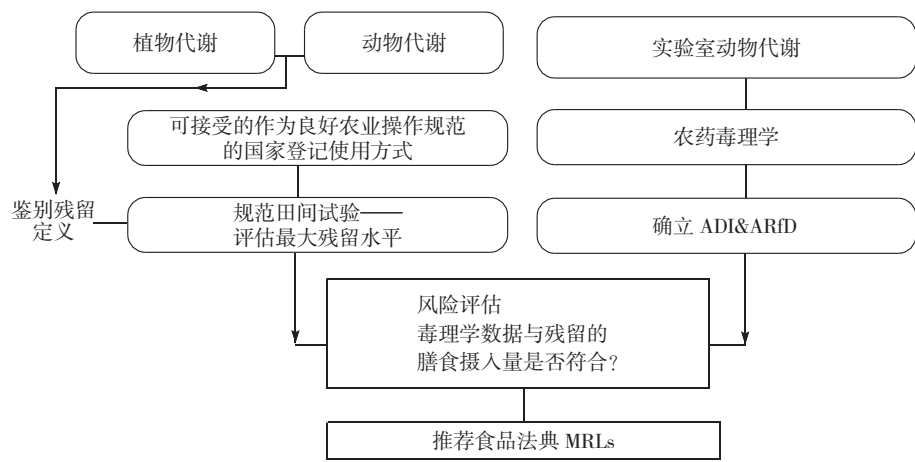 植物代谢
动物代谢
实验室动物代谢
可接受的作为良好农业操作规范
的国家登记使用方式
农药毒理学
鉴别残留
定义
规范田间试验——
评估最大残留水平
确立 ADI&ARfD
风险评估
毒理学数据与残留的
膳食摄入量是否符合？
推荐食品法典 MRLs